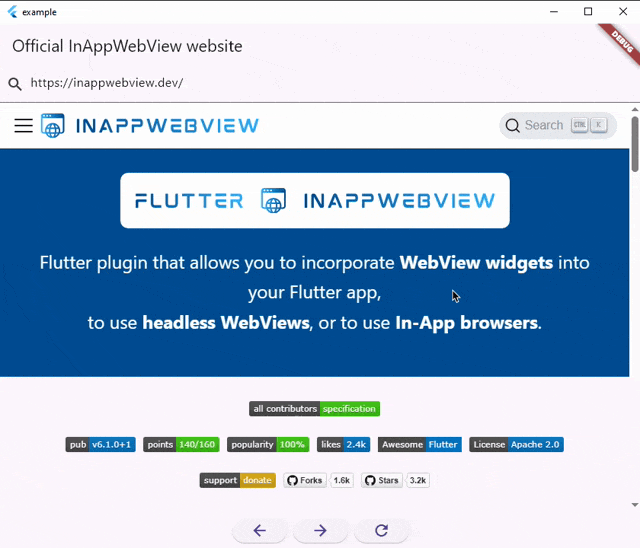 example
DEBUG
Official InAppWebView website
https://inappwebview.dev/
INAPPWEBVIEW
Search CTRL K
FLUTTER INAPPWEBVIEW
Flutter plugin that allows you to incorporate WebView widgets into
your Flutter app,
to use headless WebViews, or to use In-App browsers.
all contributors specification
pub v6.1.0+1 points 140/160 popularity 100% likes 2.4k Awesome Flutter License Apache 2.0
support donate Forks 1.6k Stars 3.2k